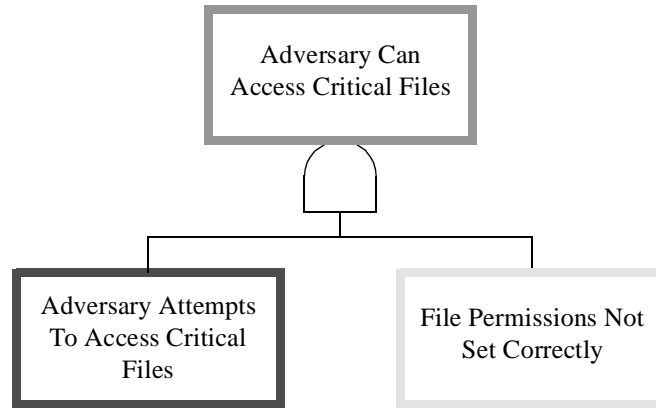 Adversary Can
Access Critical Files
Adversary Attempts
To Access Critical
Files
File Permissions Not
Set Correctly